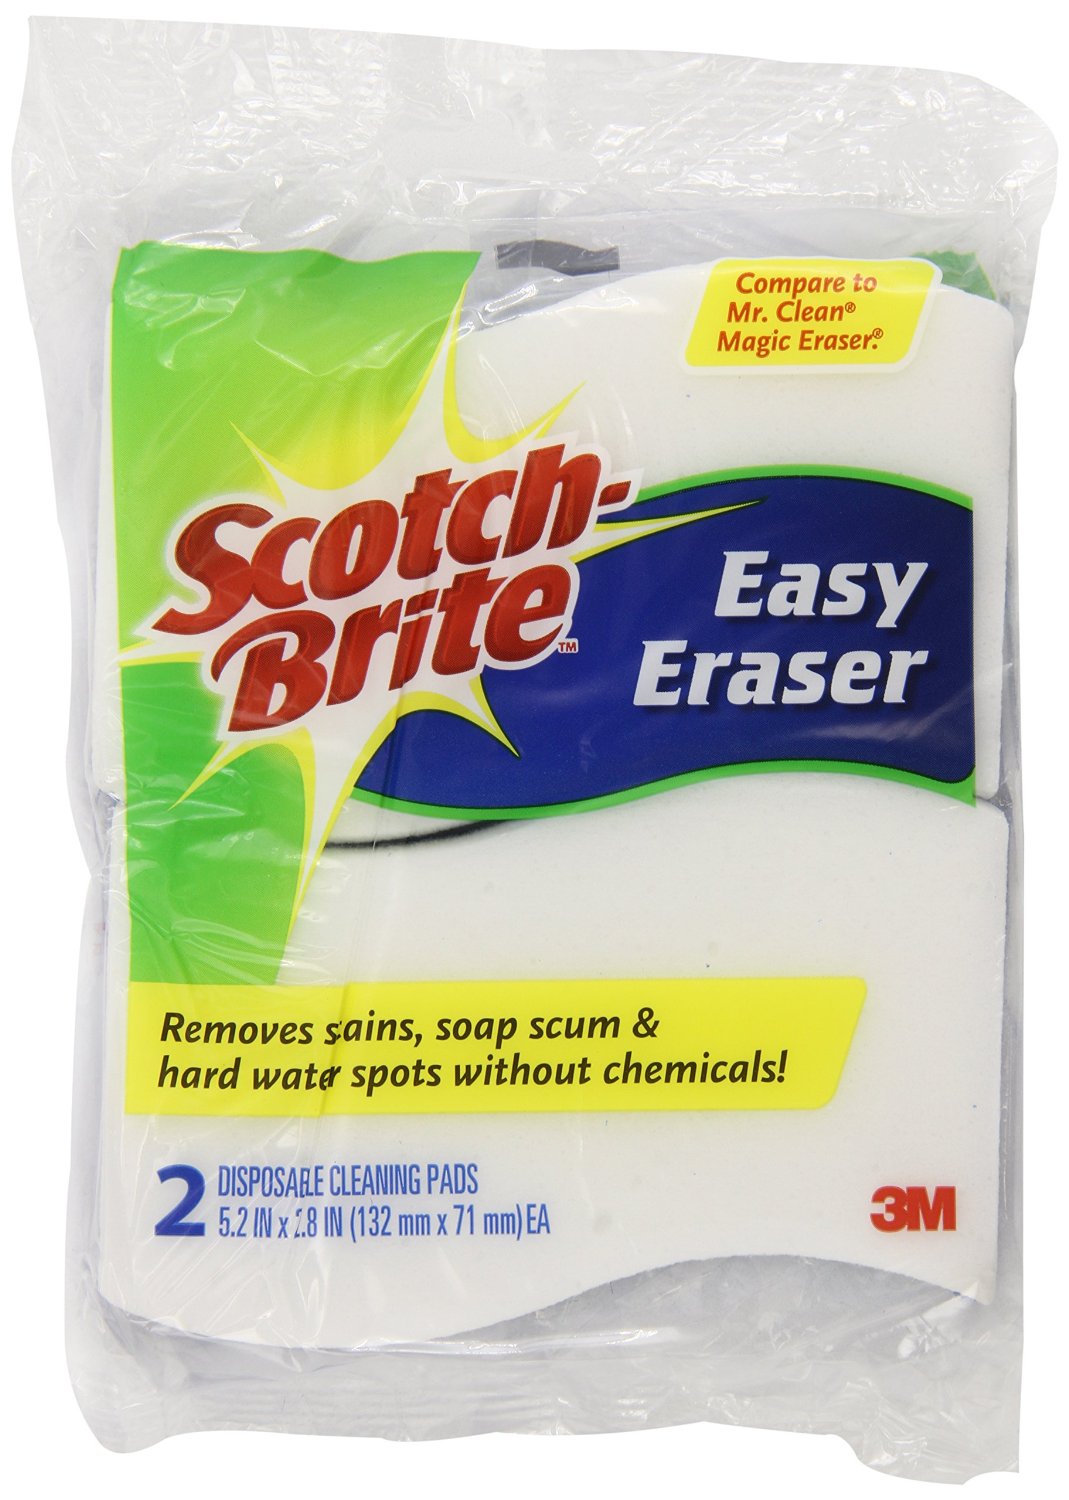 Compare to
Mr. Clean®
Magic Eraser.®
Scotch-
Brite™
Easy
Eraser
Removes stains, soap scum &
hard water spots without chemicals!
2 DISPOSABLE CLEANING PADS
5.2 IN x 2.8 IN (132 mm x 71 mm) EA
3M